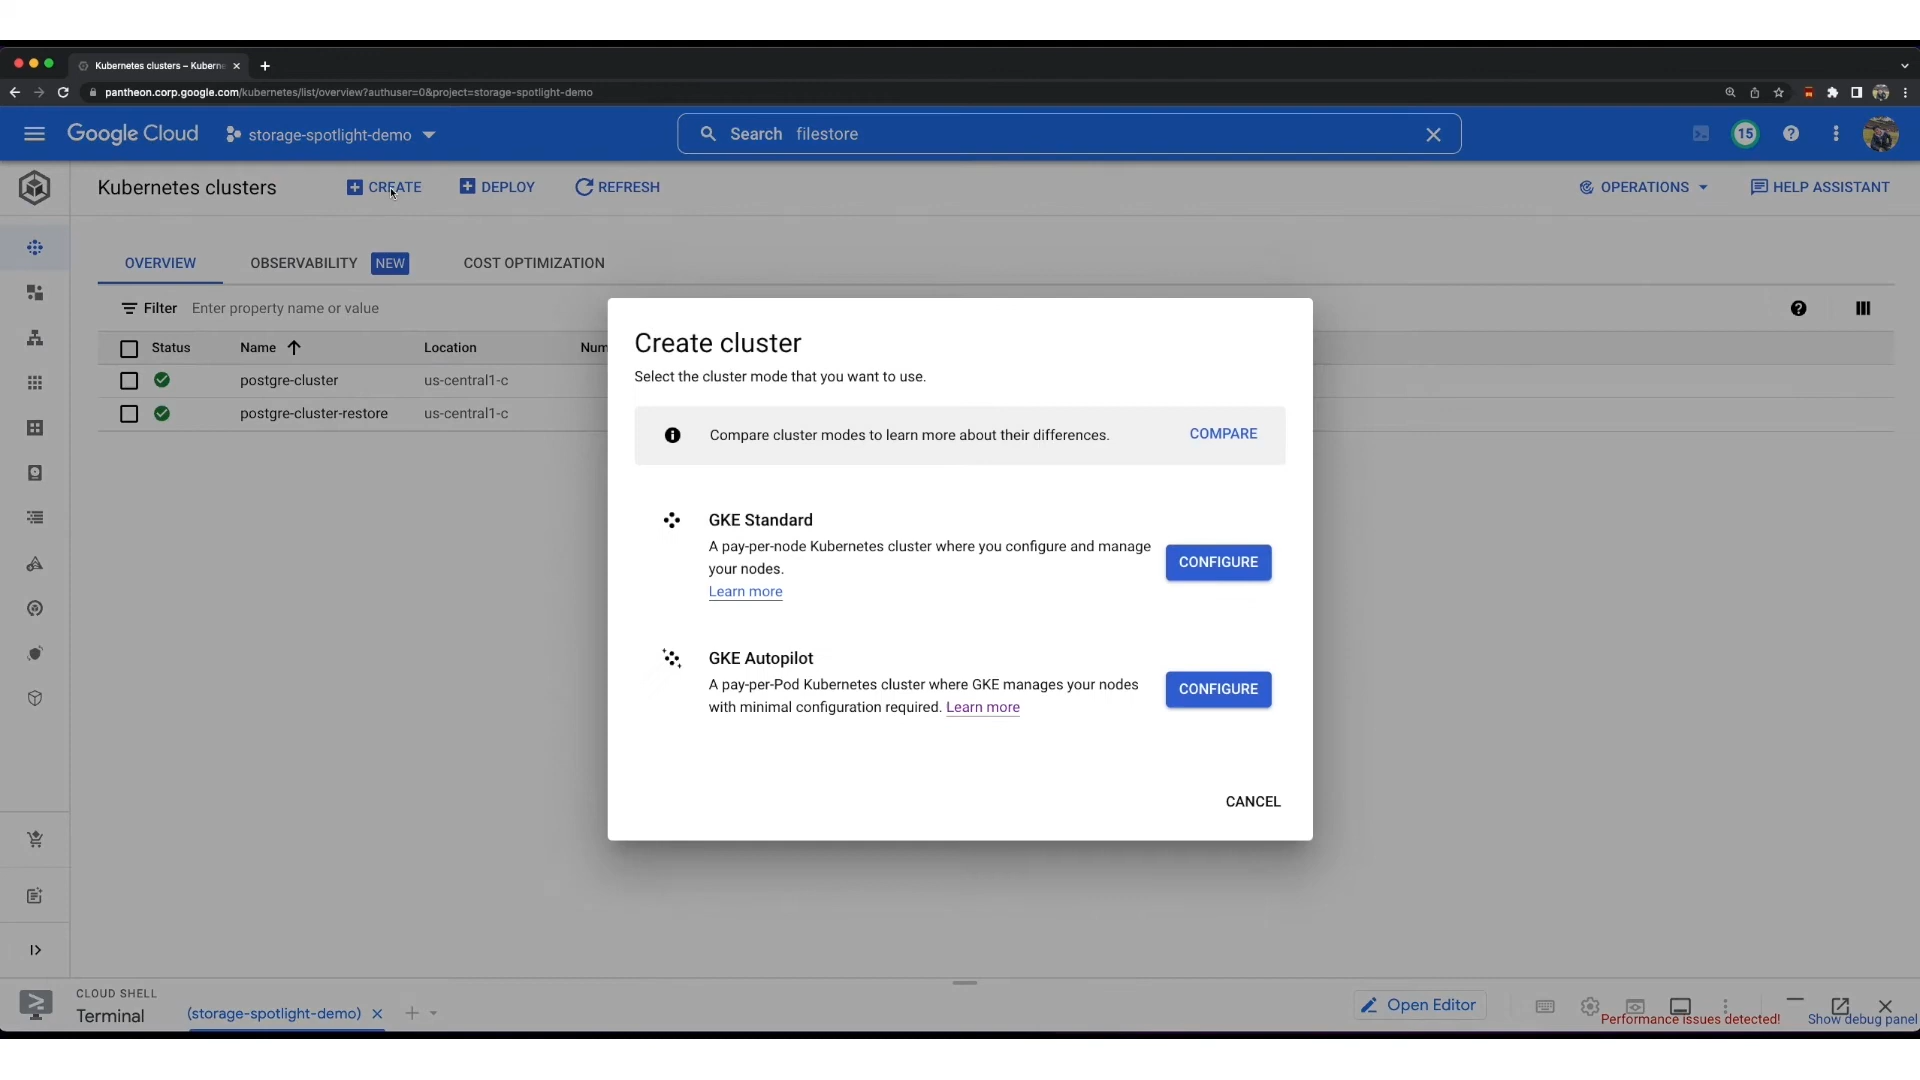 Kubernetes clusters – Kuberne
pantheon.corp.google.com/kubernetes/list/overview?authuser=0&project=storage-spotlight-demo
Google Cloud
storage-spotlight-demo
Search filestore
15
Kubernetes clusters
CREATE
DEPLOY
REFRESH
OPERATIONS
HELP ASSISTANT
OVERVIEW
OBSERVABILITY NEW
COST OPTIMIZATION
Filter Enter property name or value
Status Name Location Num
postgre-cluster us-central1-c
postgre-cluster-restore us-central1-c
Create cluster
Select the cluster mode that you want to use.
Compare cluster modes to learn more about their differences. COMPARE
GKE Standard
A pay-per-node Kubernetes cluster where you configure and manage
your nodes.
Learn more
CONFIGURE
GKE Autopilot
A pay-per-Pod Kubernetes cluster where GKE manages your nodes
with minimal configuration required. Learn more
CONFIGURE
CANCEL
CLOUD SHELL
Terminal
(storage-spotlight-demo)
Open Editor
Performance issues detected!
Show debug panel